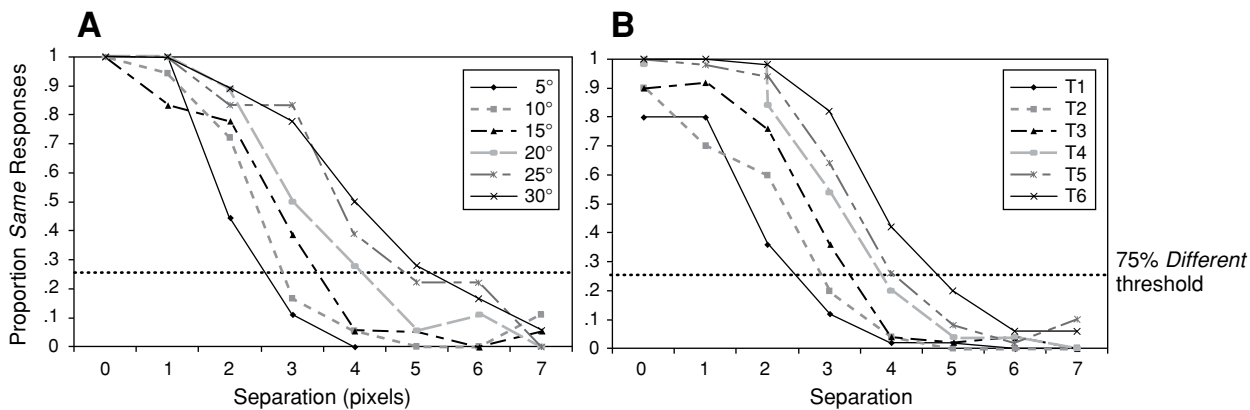 A
Proportion Same Responses
1
.9
.8
.7
.6
.5
.4
.3
.2
.1
0
0 1 2 3 4 5 6 7
Separation (pixels)
5°
10°
15°
20°
25°
30°
B
1
.9
.8
.7
.6
.5
.4
.3
.2
.1
0
0 1 2 3 4 5 6 7
Separation
T1
T2
T3
T4
T5
T6
75% Different
threshold